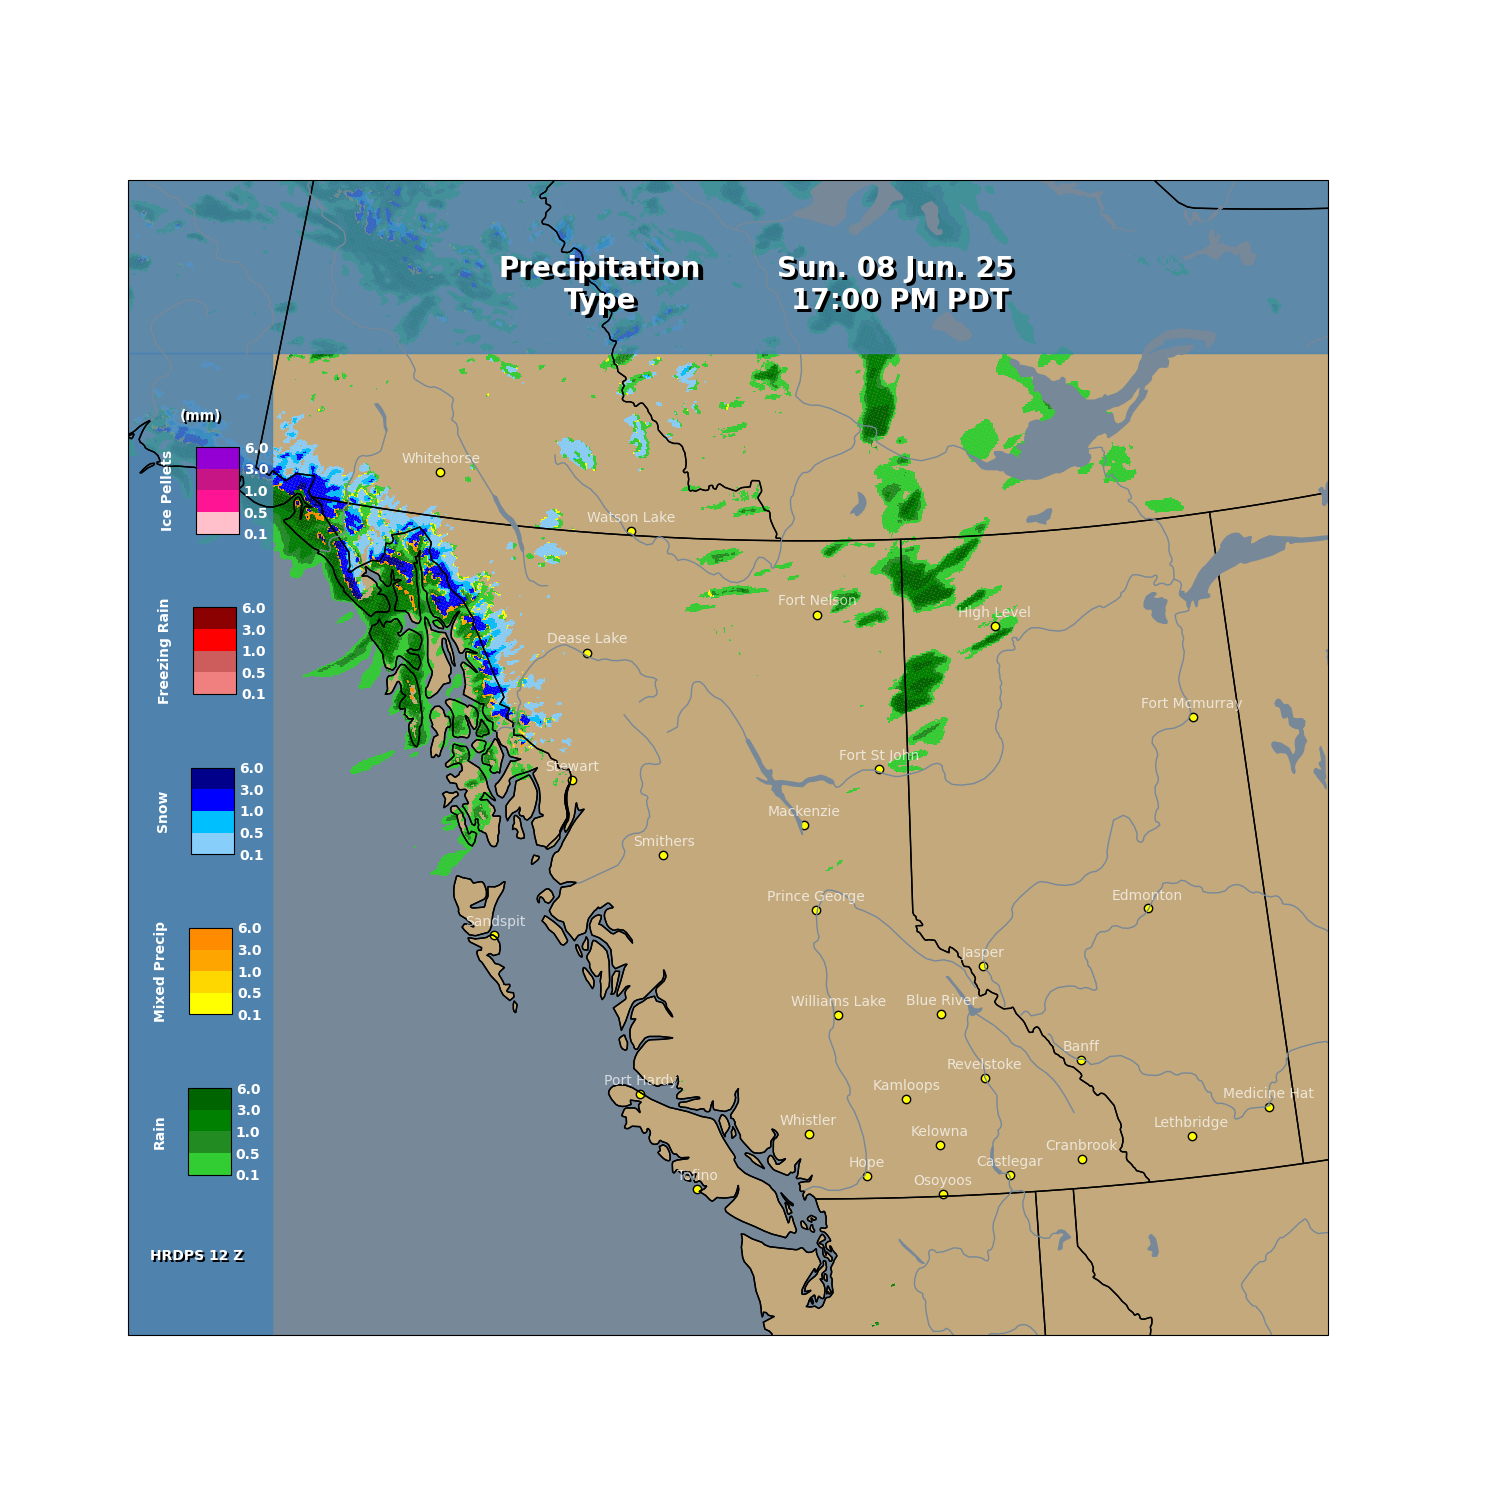 Precipitation
Type
Sun. 08 Jun. 25
17:00 PM PDT
(mm)
Ice Pellets
6.0
3.0
1.0
0.5
0.1
Freezing Rain
6.0
3.0
1.0
0.5
0.1
Snow
6.0
3.0
1.0
0.5
0.1
Mixed Precip
6.0
3.0
1.0
0.5
0.1
Rain
6.0
3.0
1.0
0.5
0.1
HRDPS 12 Z
Whitehorse
Watson Lake
Fort Nelson
High Level
Dease Lake
Fort Mcmurray
Fort St John
Stewart
Mackenzie
Smithers
Prince George
Edmonton
Sandspit
Jasper
Williams Lake
Blue River
Banff
Revelstoke
Port Hardy
Kamloops
Medicine Hat
Whistler
Lethbridge
Kelowna
Cranbrook
Hope
Castlegar
Tofino
Osoyoos